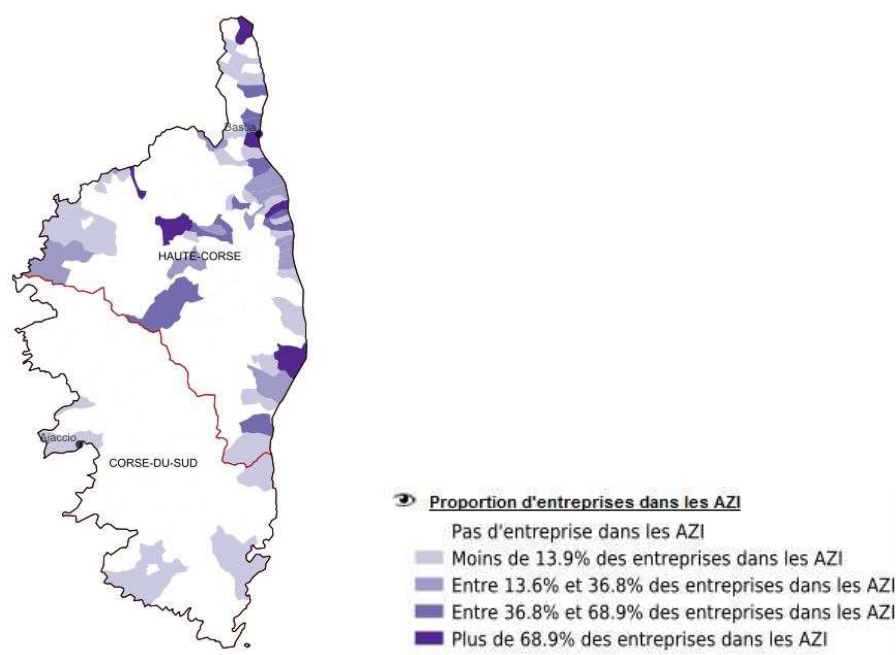 Bastia
HAUTE-CORSE
Ajaccio
CORSE-DU-SUD
Proportion d'entreprises dans les AZI
Pas d'entreprise dans les AZI
Moins de 13.9% des entreprises dans les AZI
Entre 13.6% et 36.8% des entreprises dans les AZI
Entre 36.8% et 68.9% des entreprises dans les AZI
Plus de 68.9% des entreprises dans les AZI